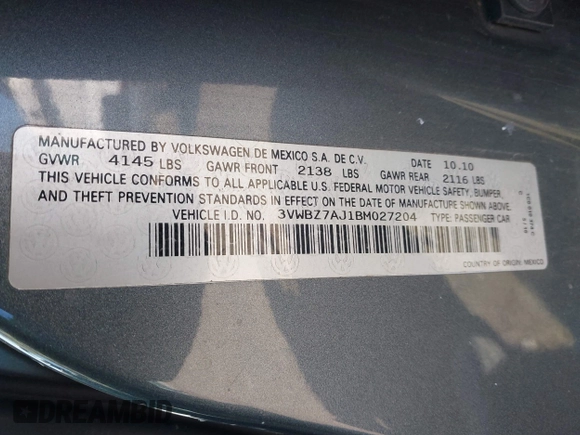 MANUFACTURED BY VOLKSWAGEN DE MEXICO S.A. DE C.V. DATE 10.10
GVWR 4145 LBS GAWR FRONT 2138 LBS GAWR REAR 2116 LBS
THIS VEHICLE CONFORMS TO ALL APPLICABLE U.S. FEDERAL MOTOR VEHICLE SAFETY, BUMPER,
AND THEFT PREVENTION STANDARDS IN EFFECT ON THE DATE OF MANUFACTURE SHOWN ABOVE.
VEHICLE I.D. NO. 3VWBZ7AJ1BM027204 TYPE: PASSENGER CAR
COUNTRY OF ORIGIN: MEXICO
DREAMBID